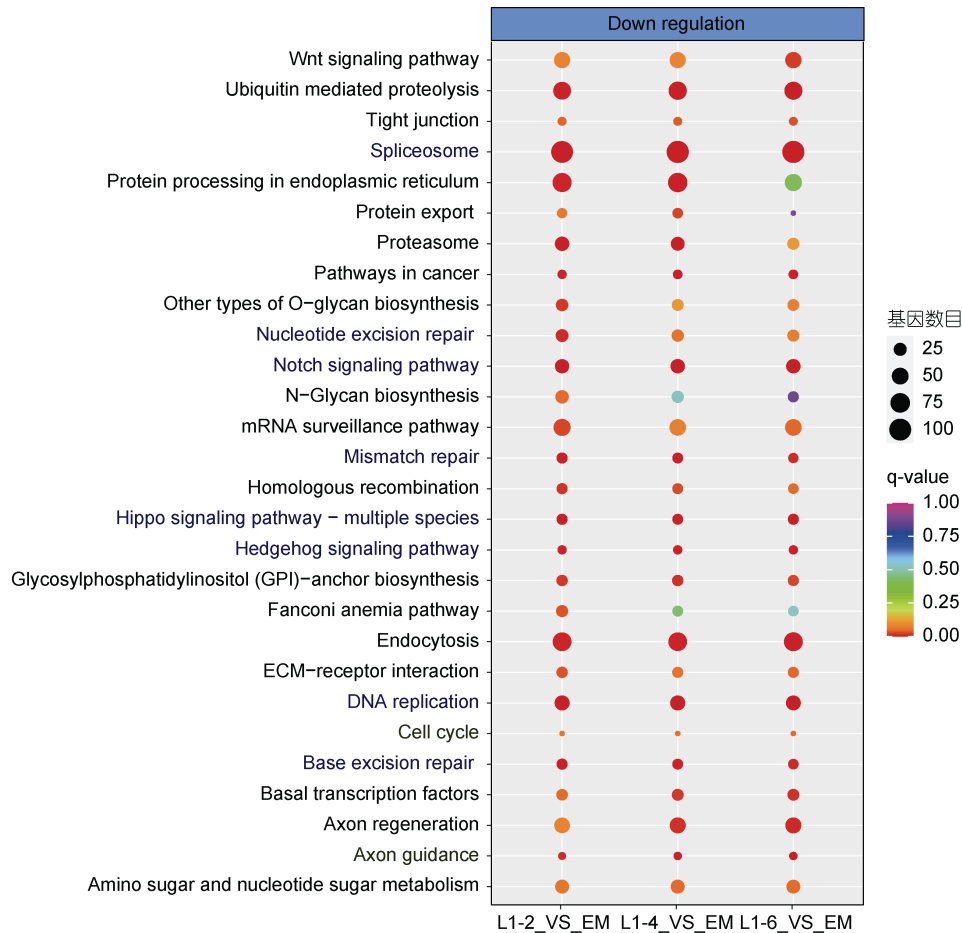 Down regulation
Wnt signaling pathway
Ubiquitin mediated proteolysis
Tight junction
Spliceosome
Protein processing in endoplasmic reticulum
Protein export
Proteasome
Pathways in cancer
Other types of O−glycan biosynthesis
Nucleotide excision repair
Notch signaling pathway
N−Glycan biosynthesis
mRNA surveillance pathway
Mismatch repair
Homologous recombination
Hippo signaling pathway − multiple species
Hedgehog signaling pathway
Glycosylphosphatidylinositol (GPI)−anchor biosynthesis
Fanconi anemia pathway
Endocytosis
ECM−receptor interaction
DNA replication
Cell cycle
Base excision repair
Basal transcription factors
Axon regeneration
Axon guidance
Amino sugar and nucleotide sugar metabolism
L1-2_VS_EM L1-4_VS_EM L1-6_VS_EM
基因数目
25
50
75
100
q-value
1.00
0.75
0.50
0.25
0.00